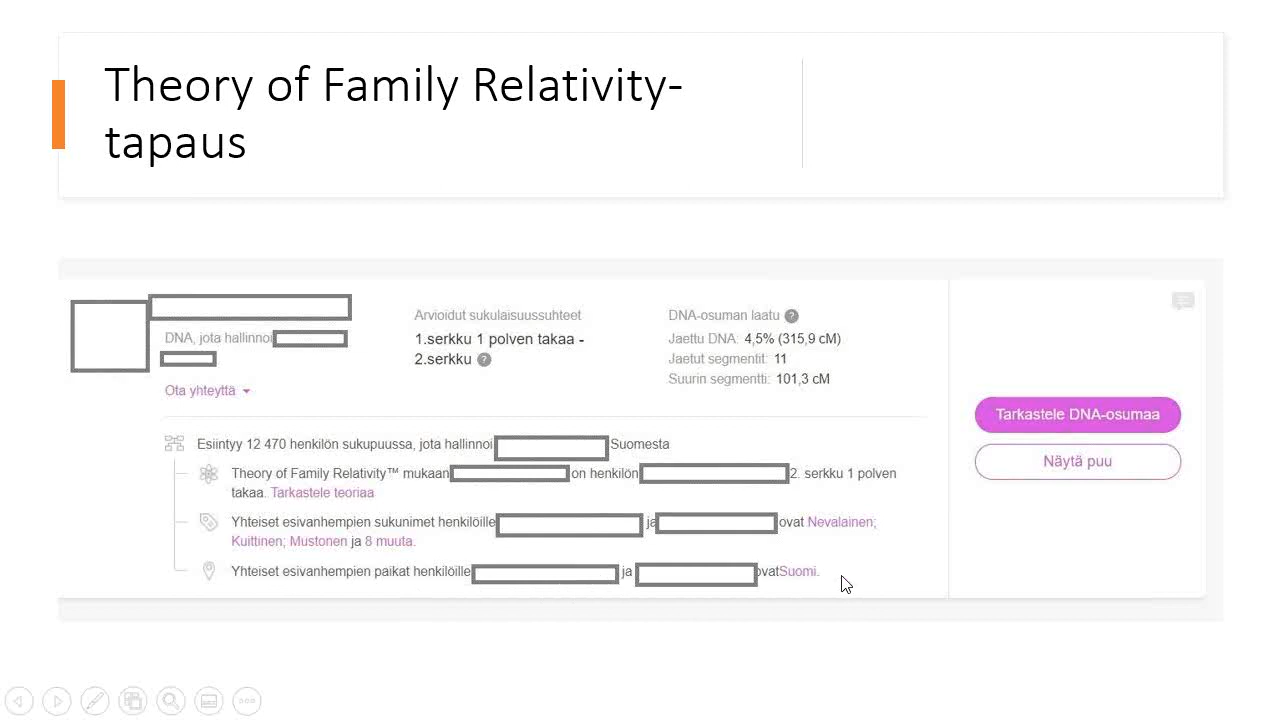 Theory of Family Relativity-
tapaus
DNA, jota hallinnoi
Ota yhteyttä
Arvioidut sukulaisuussuhteet
1.serkku 1 polven takaa -
2.serkku ?
DNA-osuman laatu ?
Jaettu DNA: 4,5% (315,9 cM)
Jaetut segmentit: 11
Suurin segmentti: 101,3 cM
Esiintyy 12 470 henkilön sukupuussa, jota hallinnoi Suomesta
Theory of Family Relativity™ mukaan on henkilön 2. serkku 1 polven
takaa. Tarkastele teoriaa
Yhteiset esivanhempien sukunimet henkilöille ja ovat Nevalainen;
Kuittinen; Mustonen ja 8 muuta.
Yhteiset esivanhempien paikat henkilöille ja ovat Suomi.
Tarkastele DNA-osumaa
Näytä puu